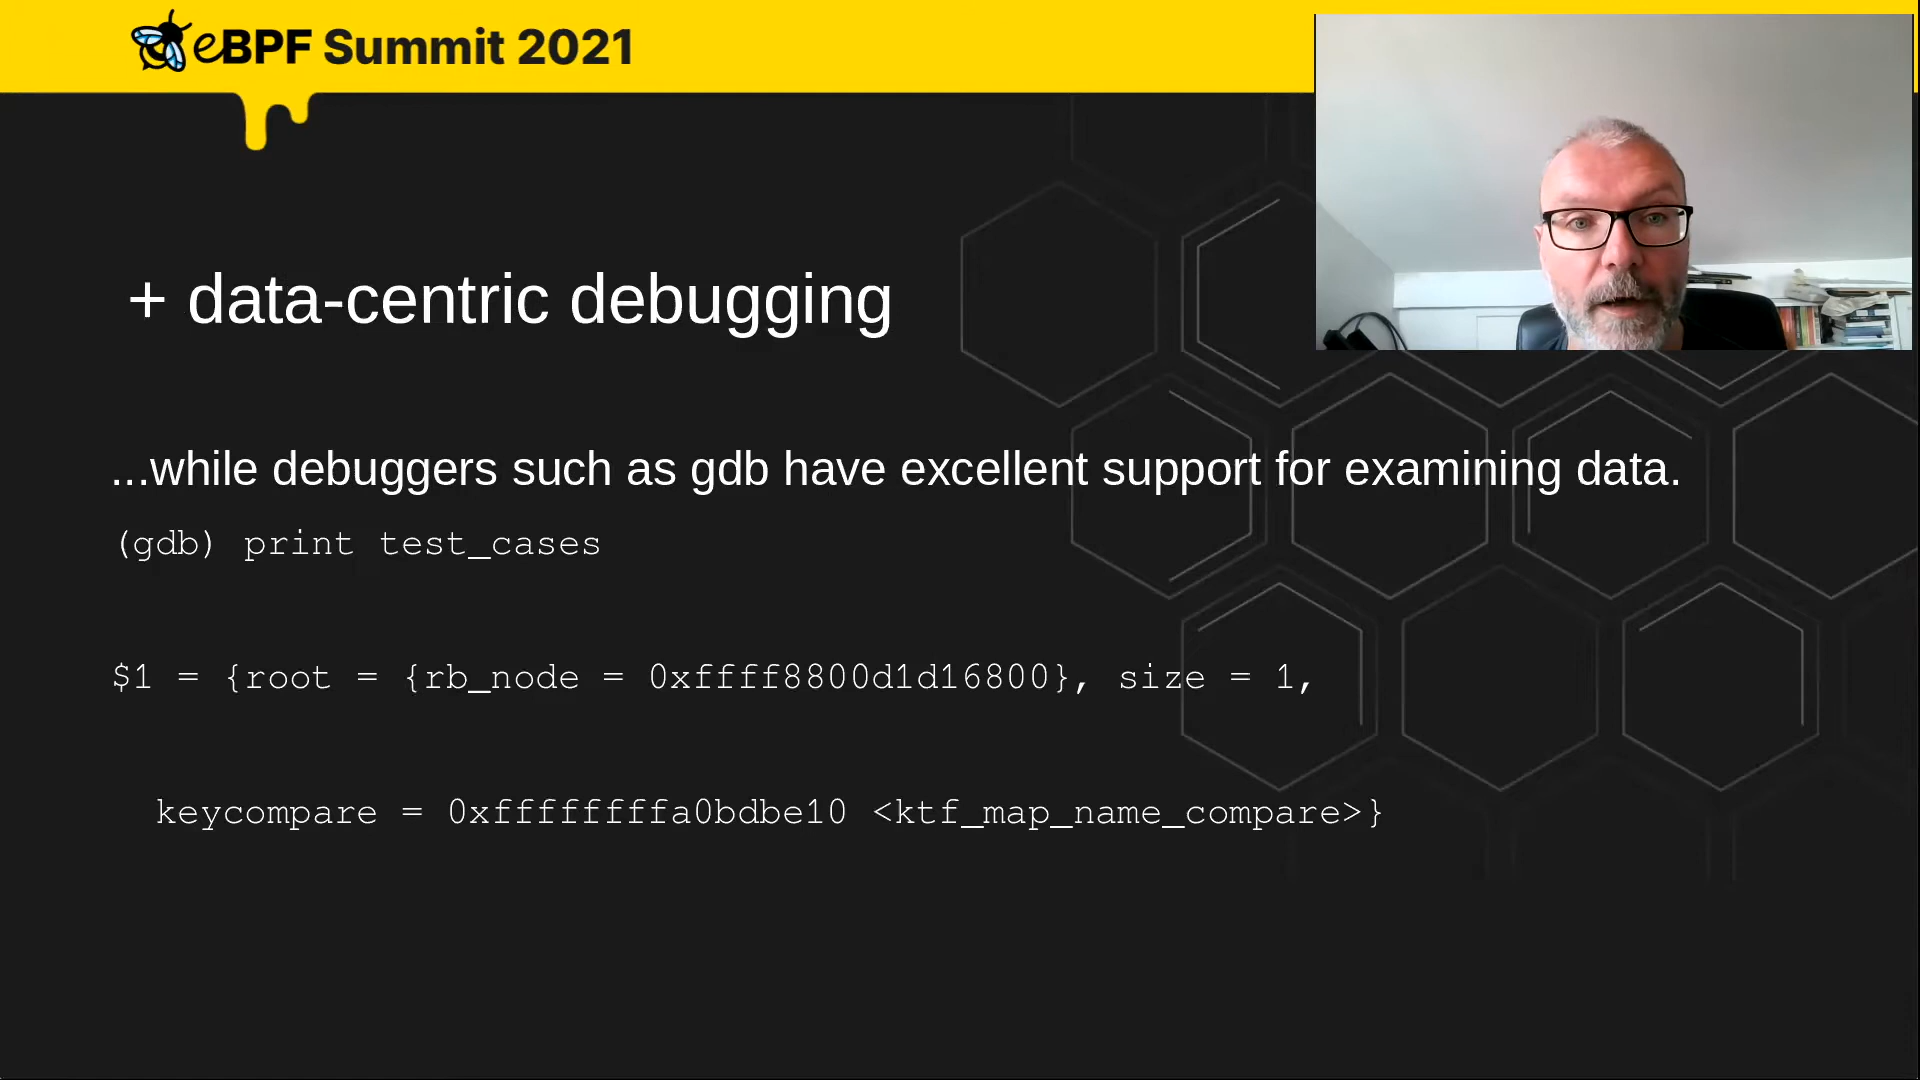 eBPF Summit 2021
+ data-centric debugging
...while debuggers such as gdb have excellent support for examining data.
(gdb) print test_cases
$1 = {root = {rb_node = 0xffff8800d1d16800}, size = 1,
keycompare = 0xffffffffa0bdbe10 <ktf_map_name_compare>}